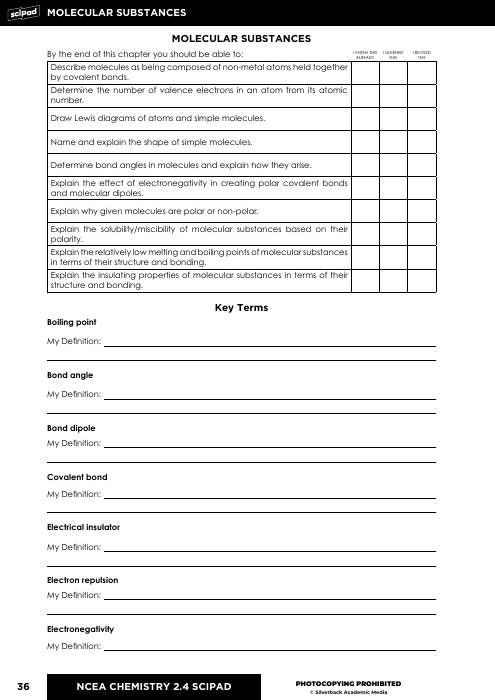 scipad MOLECULAR SUBSTANCES
MOLECULAR SUBSTANCES
By the end of this chapter you should be able to:
I KNOW THIS ALREADY
I LEARNED THIS
I REVISED THIS
Describe molecules as being composed of non-metal atoms held together
by covalent bonds.
Determine the number of valence electrons in an atom from its atomic
number.
Draw Lewis diagrams of atoms and simple molecules.
Name and explain the shape of simple molecules.
Determine bond angles in molecules and explain how they arise.
Explain the effect of electronegativity in creating polar covalent bonds
and molecular dipoles.
Explain why given molecules are polar or non-polar.
Explain the solubility/miscibility of molecular substances based on their
polarity.
Explain the relatively low melting and boiling points of molecular substances
in terms of their structure and bonding.
Explain the insulating properties of molecular substances in terms of their
structure and bonding.
Key Terms
Boiling point
My Definition:
Bond angle
My Definition:
Bond dipole
My Definition:
Covalent bond
My Definition:
Electrical insulator
My Definition:
Electron repulsion
My Definition:
Electronegativity
My Definition:
36 NCEA CHEMISTRY 2.4 SCIPAD
PHOTOCOPYING PROHIBITED
© Silverback Academic Media